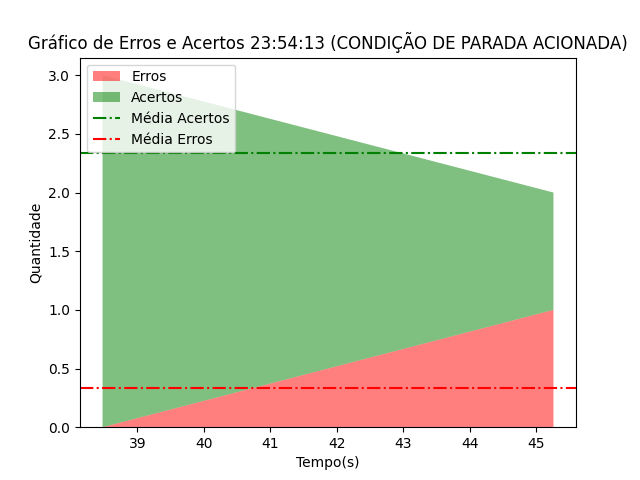 Gráfico de Erros e Acertos 23:54:13 (CONDIÇÃO DE PARADA ACIONADA)
Erros
Acertos
Média Acertos
Média Erros
Quantidade
3.0
2.5
2.0
1.5
1.0
0.5
0.0
39 40 41 42 43 44 45
Tempo(s)